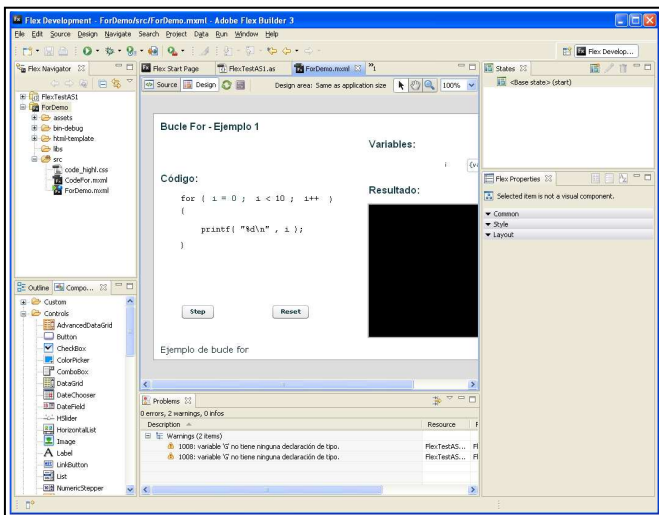 Flex Development - ForDemo/src/ForDemo.mxml - Adobe Flex Builder 3
File Edit Source Design Navigate Search Project Data Run Window Help
Flex Develop...
Flex Navigator
FlexTestAS1
ForDemo
assets
bin-debug
html-template
libs
src
code_highl.css
CodeFor.mxml
ForDemo.mxml
Outline Compo...
Custom
Controls
AdvancedDataGrid
Button
CheckBox
ColorPicker
ComboBox
DataGrid
DateChooser
DateField
HSlider
HorizontalList
Image
Label
LinkButton
List
NumericStepper
Flex Start Page FlexTestAS1.as ForDemo.mxml »1
Source Design Design area: Same as application size 100%
Bucle For - Ejemplo 1
Variables:
i {va
Código:
Resultado:
for ( i = 0 ; i < 10 ; i++ )
{
printf( "%d\n" , i );
}
Step Reset
Ejemplo de bucle for
Problems
0 errors, 2 warnings, 0 infos
Description Resource F
Warnings (2 items)
1008: variable 'G' no tiene ninguna declaración de tipo. FlexTestAS... Fl
1008: variable 'G' no tiene ninguna declaración de tipo. FlexTestAS... Fl
States
<Base state> (start)
Flex Properties
Selected item is not a visual component.
Common
Style
Layout